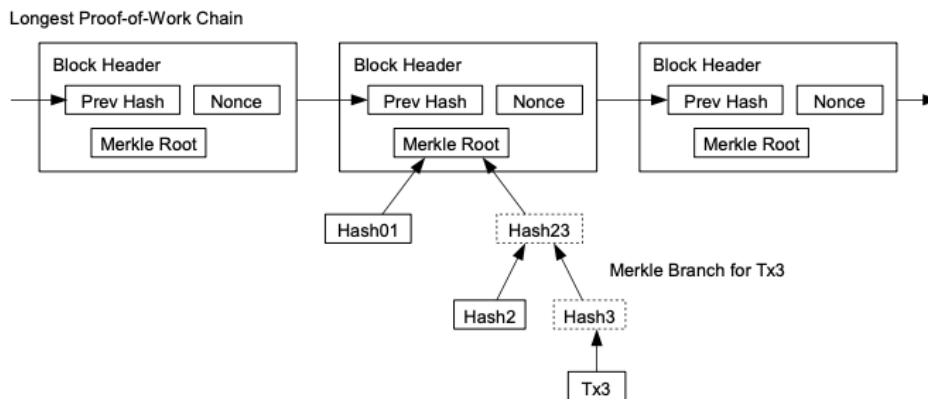 Longest Proof-of-Work Chain
Block Header
Prev Hash
Nonce
Merkle Root
Block Header
Prev Hash
Nonce
Merkle Root
Block Header
Prev Hash
Nonce
Merkle Root
Hash01
Hash23
Merkle Branch for Tx3
Hash2
Hash3
Tx3